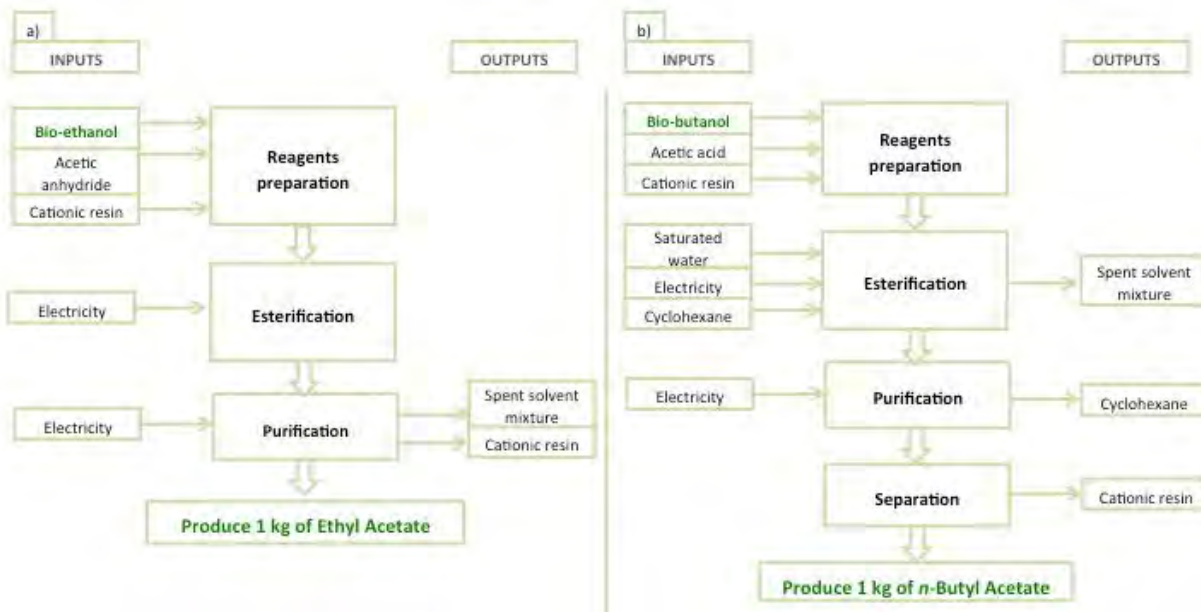 a)
INPUTS
OUTPUTS
Bio-ethanol
Acetic
anhydride
Cationic resin
Reagents
preparation
Electricity
Esterification
Electricity
Purification
Spent solvent
mixture
Cationic resin
Produce 1 kg of Ethyl Acetate
b)
INPUTS
OUTPUTS
Bio-butanol
Acetic acid
Cationic resin
Reagents
preparation
Saturated
water
Electricity
Cyclohexane
Esterification
Spent solvent
mixture
Electricity
Purification
Cyclohexane
Separation
Cationic resin
Produce 1 kg of n-Butyl Acetate